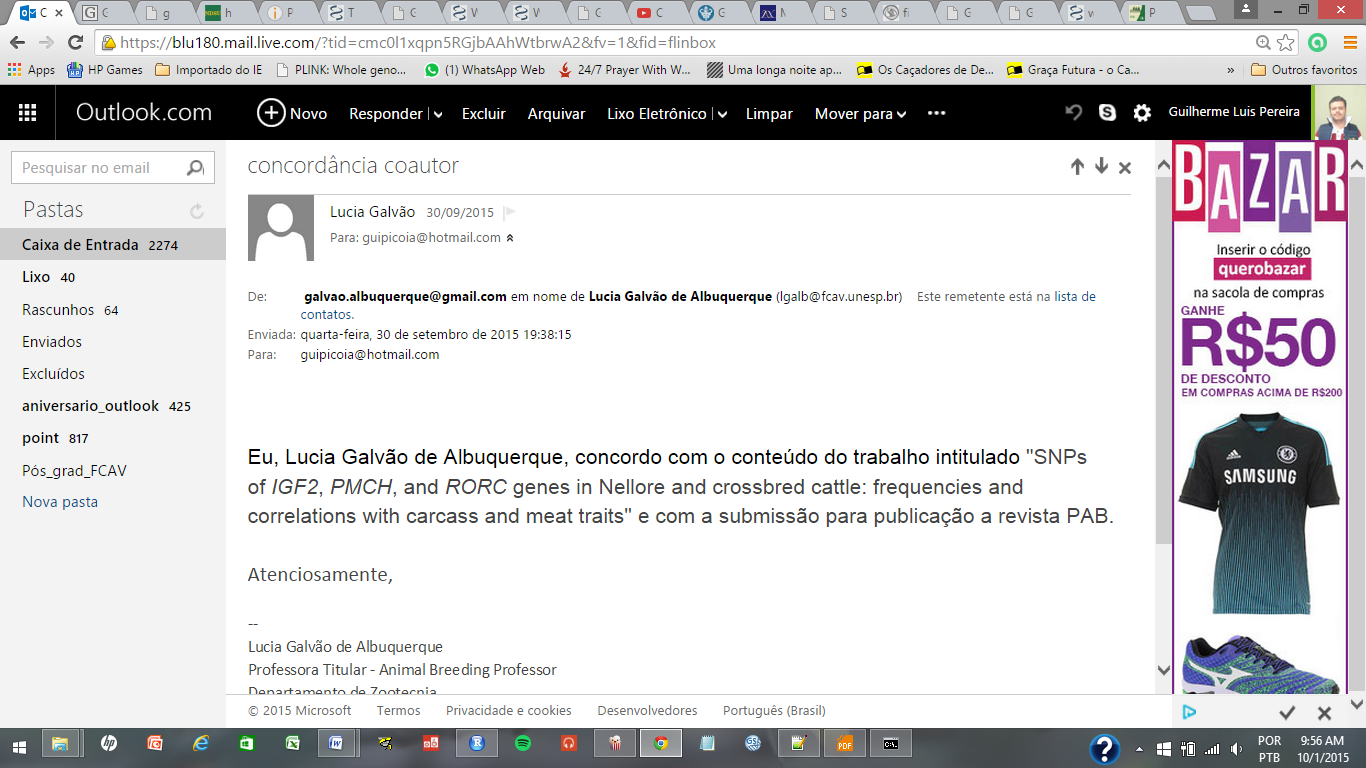 C
G
C
g
h
P
T
C
V
V
C
C
G
M
S
fi
G
G
v
P
https://blu180.mail.live.com/?tid=cmc0l1xqpn5RGjbAAhWtbrwA2&fv=1&fid=flinbox
Apps HP Games Importado do IE PLINK: Whole geno... (1) WhatsApp Web 24/7 Prayer With W... Uma longa noite ap... Os Caçadores de De... Graça Futura - o Ca... » Outros favoritos
Outlook.com Novo Responder Excluir Arquivar Lixo Eletrônico Limpar Mover para ••• Guilherme Luis Pereira
Pesquisar no email
Pastas
Caixa de Entrada 2274
Lixo 40
Rascunhos 64
Enviados
Excluídos
aniversario_outlook 425
point 817
Pós_grad_FCAV
Nova pasta
concordância coautor
Lucia Galvão 30/09/2015
Para: guipicoia@hotmail.com
De: galvao.albuquerque@gmail.com em nome de Lucia Galvão de Albuquerque (lgalb@fcav.unesp.br) Este remetente está na lista de
contatos.
Enviada: quarta-feira, 30 de setembro de 2015 19:38:15
Para: guipicoia@hotmail.com
Eu, Lucia Galvão de Albuquerque, concordo com o conteúdo do trabalho intitulado "SNPs
of IGF2, PMCH, and RORC genes in Nellore and crossbred cattle: frequencies and
correlations with carcass and meat traits" e com a submissão para publicação a revista PAB.
Atenciosamente,
--
Lucia Galvão de Albuquerque
Professora Titular - Animal Breeding Professor
Departamento de Zootecnia
© 2015 Microsoft Termos Privacidade e cookies Desenvolvedores Português (Brasil)
BAZAR
Inserir o código
querobazar
na sacola de compras
GANHE
R$50
DE DESCONTO
EM COMPRAS ACIMA DE R$200
adidas
SAMSUNG
POR
PTB
9:56 AM
10/1/2015